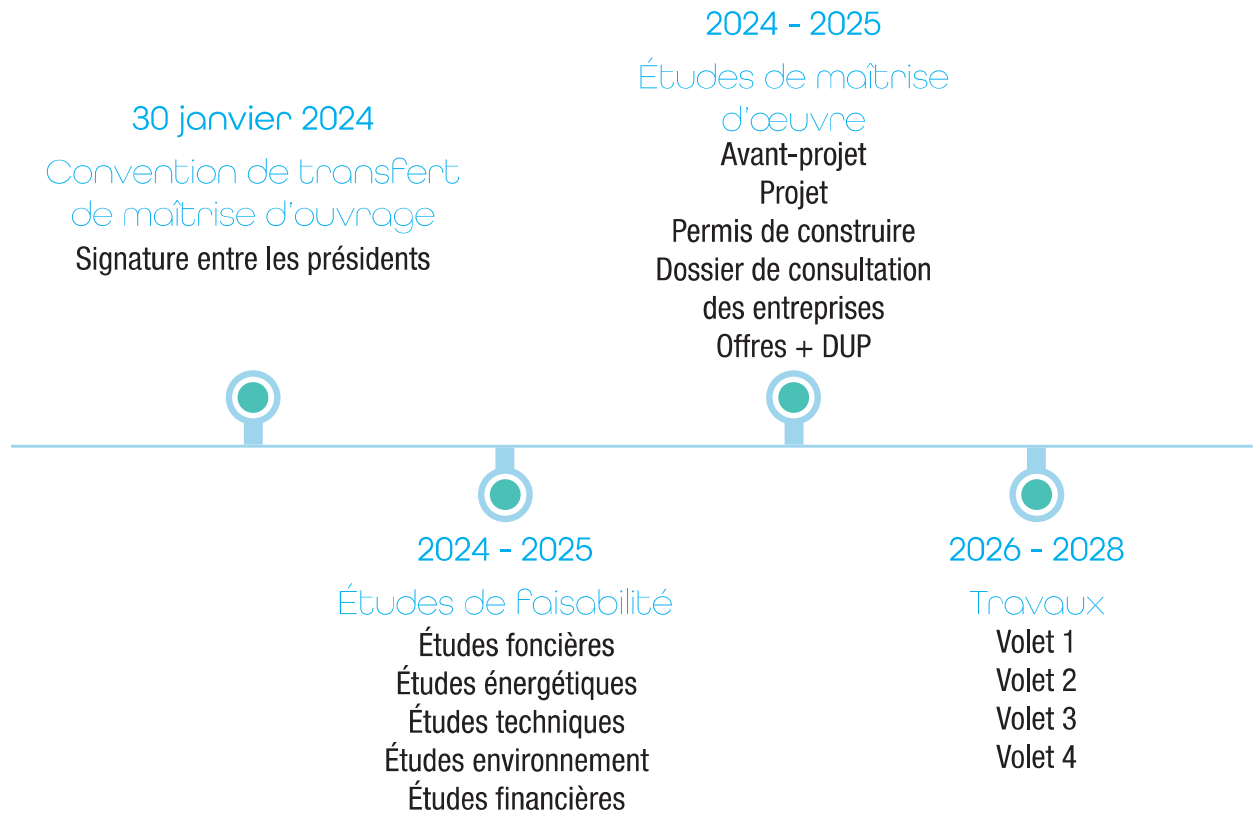 30 janvier 2024
Convention de transfert
de maîtrise d'ouvrage
Signature entre les présidents
2024 - 2025
Études de faisabilité
Études foncières
Études énergétiques
Études techniques
Études environnement
Études financières
2024 - 2025
Études de maîtrise
d'œuvre
Avant-projet
Projet
Permis de construire
Dossier de consultation
des entreprises
Offres + DUP
2026 - 2028
Travaux
Volet 1
Volet 2
Volet 3
Volet 4